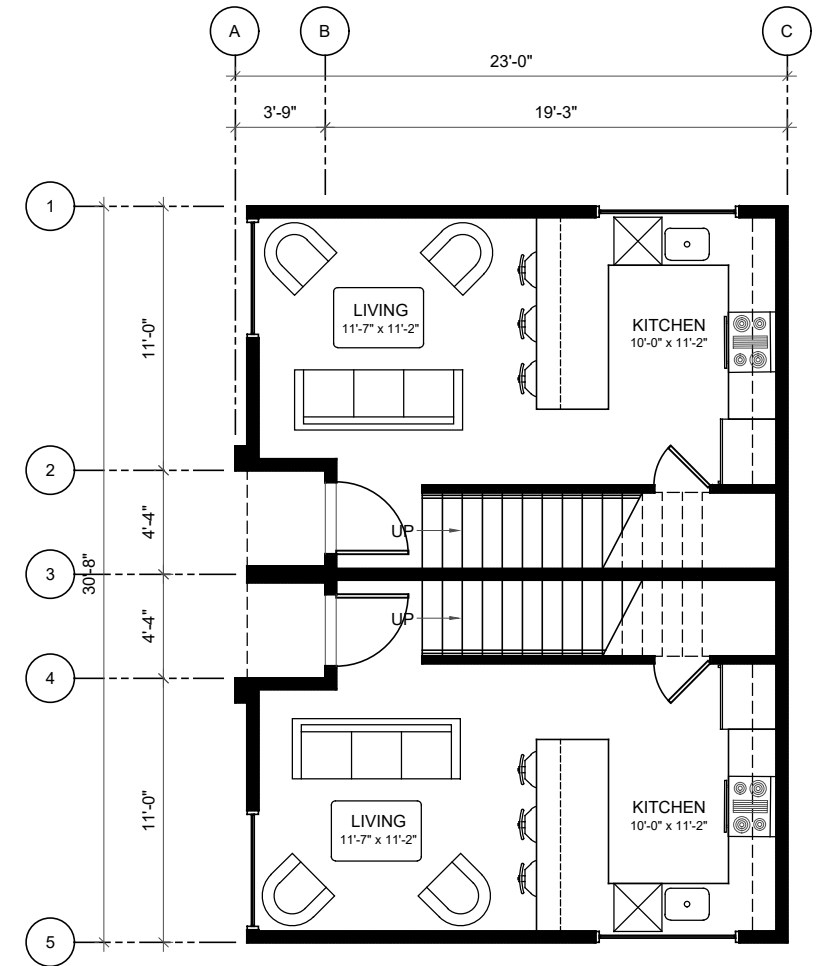 A
B
C
23'-0"
3'-9"
19'-3"
1
11'-0"
LIVING
11'-7" x 11'-2"
KITCHEN
10'-0" x 11'-2"
2
4'-4"
UP
3
30'-8"
4'-4"
UP
4
11'-0"
LIVING
11'-7" x 11'-2"
KITCHEN
10'-0" x 11'-2"
5